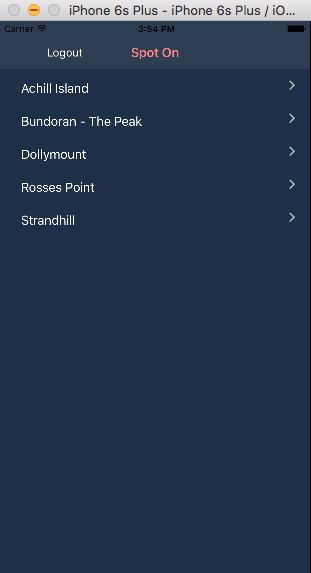 iPhone 6s Plus - iPhone 6s Plus / iO...
Carrier 3:54 PM
Logout Spot On
Achill Island
Bundoran - The Peak
Dollymount
Rosses Point
Strandhill